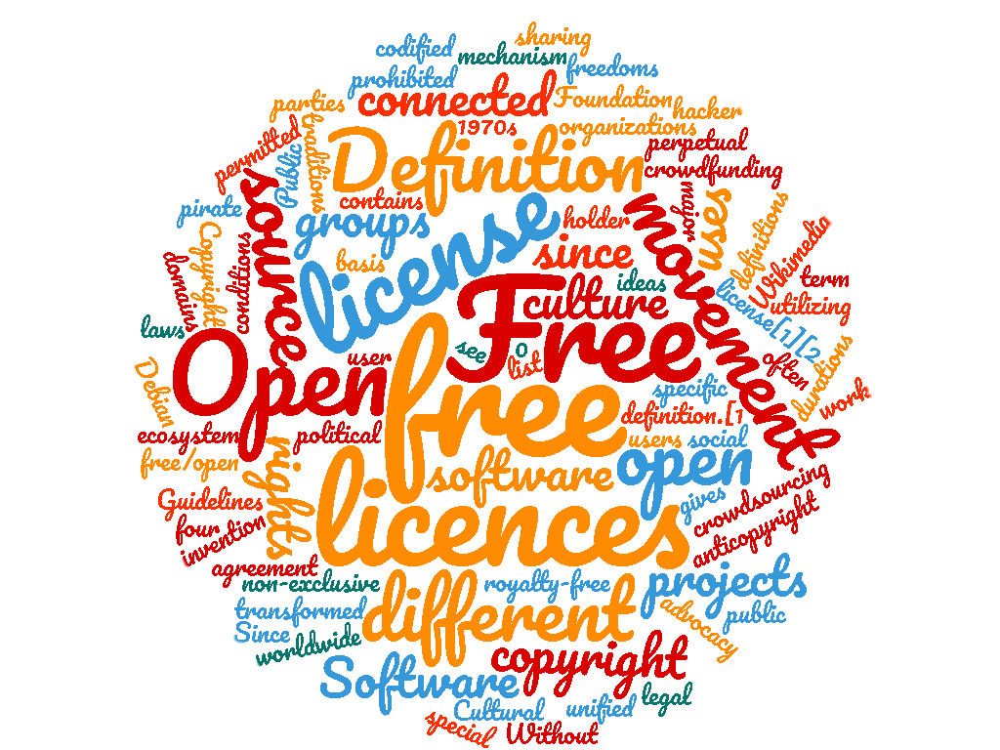 sharing
codified
mechanism
freedoms
prohibited
connected
Foundation
parties
hacker
1970s
organizations
traditions
permitted
Definition
perpetual
Public
crowdfunding
source
contains
major
uses
movement
pirate
groups
license
holder
definitions
Wikimedia
Copyright
conditions
domains
basis
since
ideas
term
culture
license[1][2
utilizing
laws
Open
Free
see
0
list
user
often
durations
Debian
free
specific
work
definition.[1
ecosystem
political
users
social
free/open
rights
software
open
gives
crowdsourcing
Guidelines
licences
anticopyright
four
invention
agreement
non-exclusive
royalty-free
projects
transformed
different
advocacy
public
Since
worldwide
copyright
Software
legal
Cultural
unified
special
Without